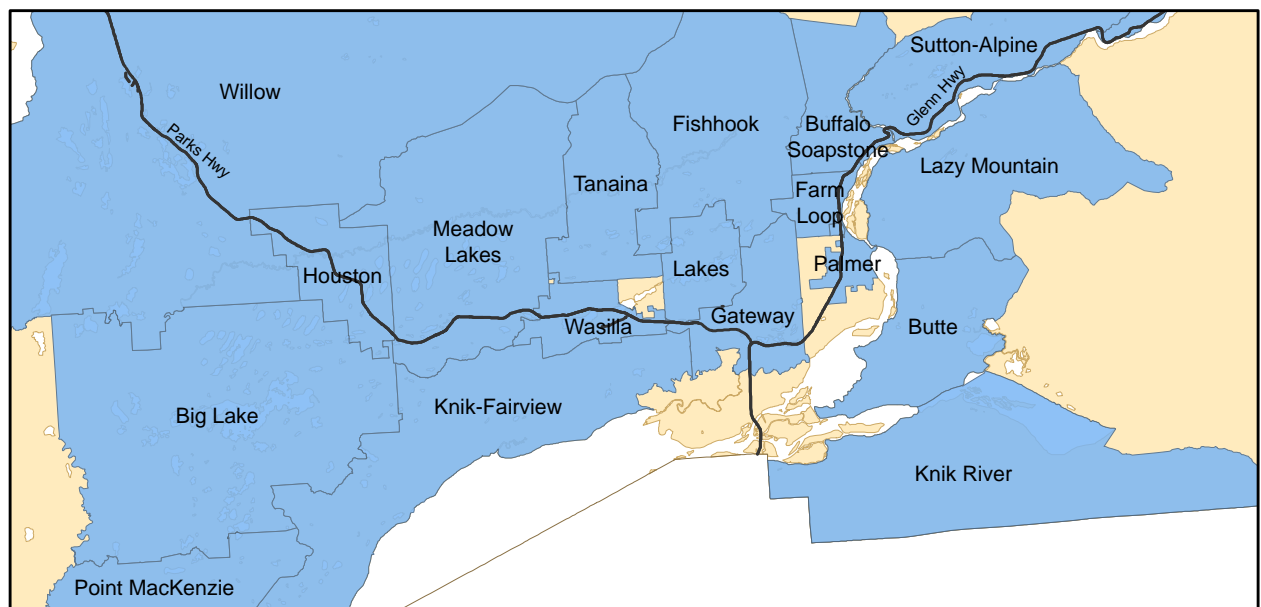 Sutton-Alpine
Willow
Glenn Hwy
Fishhook
Buffalo
Soapstone
Parks Hwy
Lazy Mountain
Tanaina
Farm
Loop
Meadow
Lakes
Palmer
Lakes
Houston
Gateway
Wasilla
Butte
Knik-Fairview
Big Lake
Knik River
Point MacKenzie